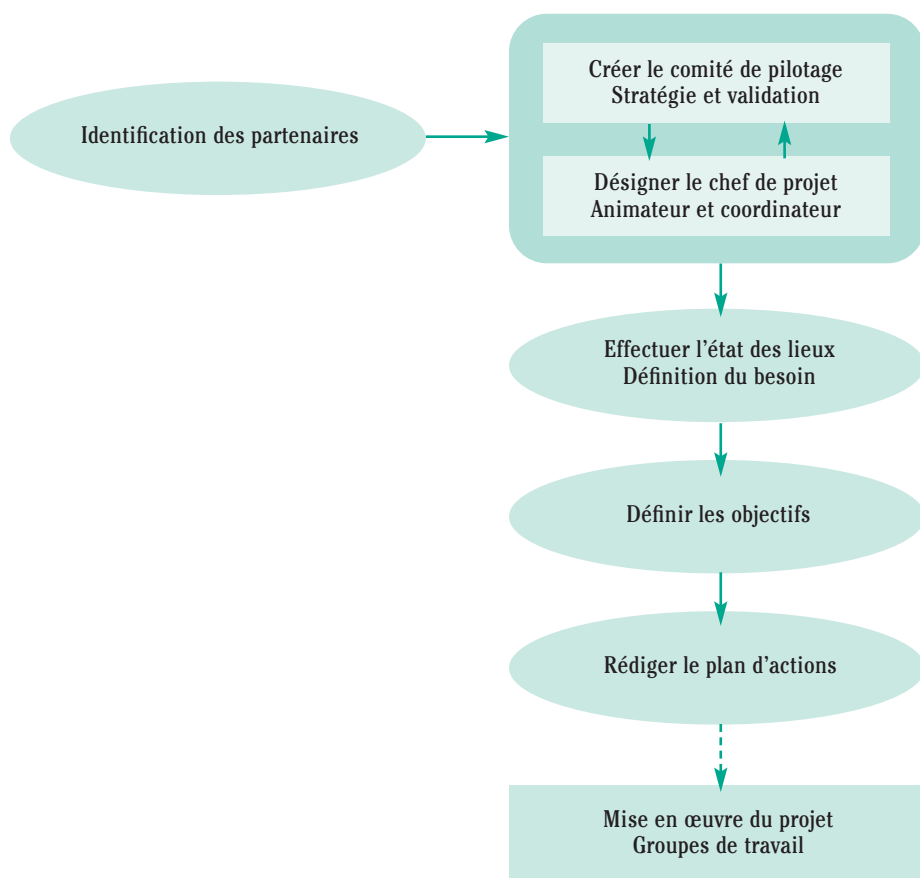 Identification des partenaires
Créer le comité de pilotage
Stratégie et validation
Désigner le chef de projet
Animateur et coordinateur
Effectuer l’état des lieux
Définition du besoin
Définir les objectifs
Rédiger le plan d’actions
Mise en œuvre du projet
Groupes de travail